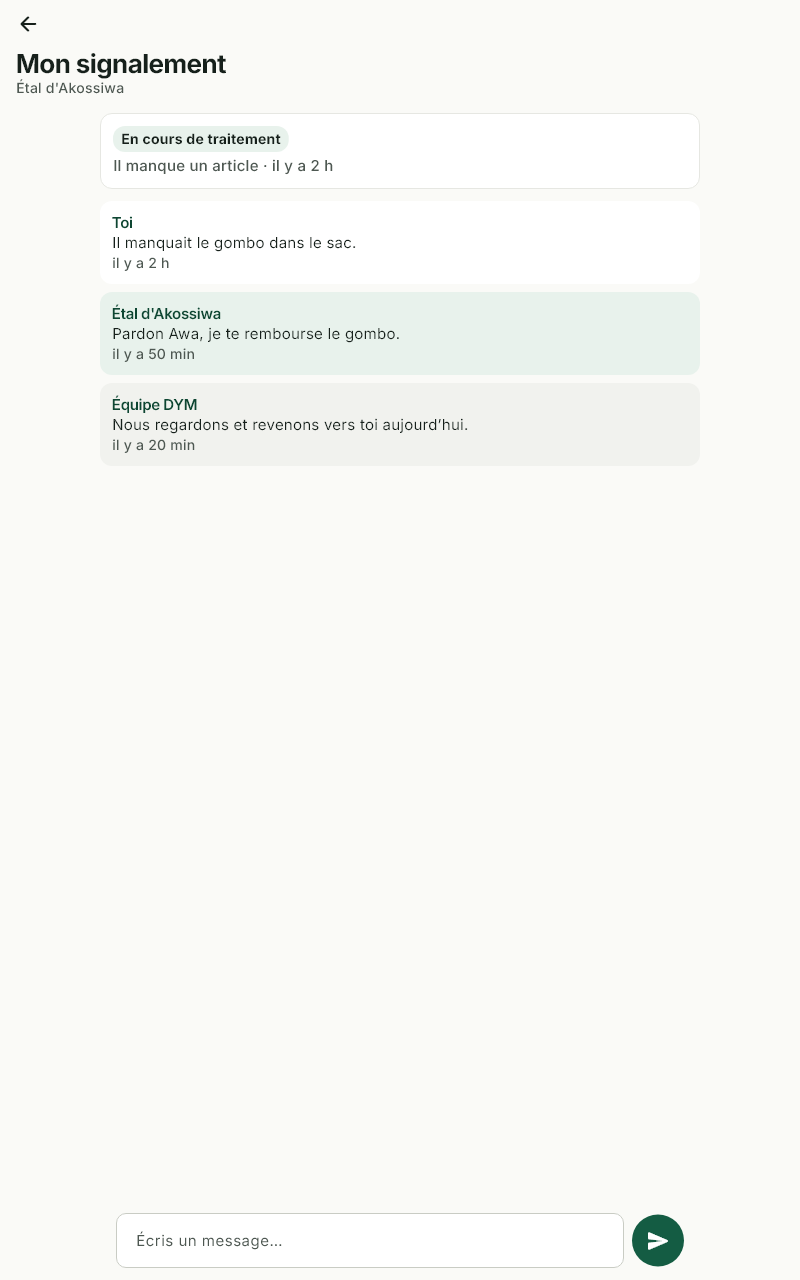 Mon signalement
Étal d'Akossiwa
En cours de traitement
Il manque un article · il y a 2 h
Toi
Il manquait le gombo dans le sac.
il y a 2 h
Étal d'Akossiwa
Pardon Awa, je te rembourse le gombo.
il y a 50 min
Équipe DYM
Nous regardons et revenons vers toi aujourd’hui.
il y a 20 min
Écris un message…